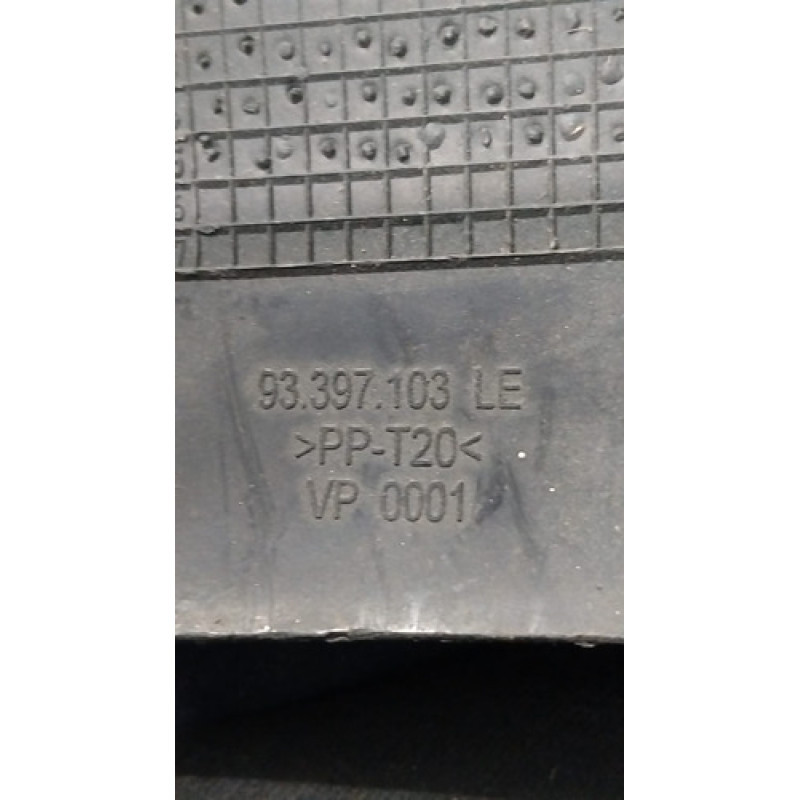 93.397.103 LE
>PP-T20<
VP 0001